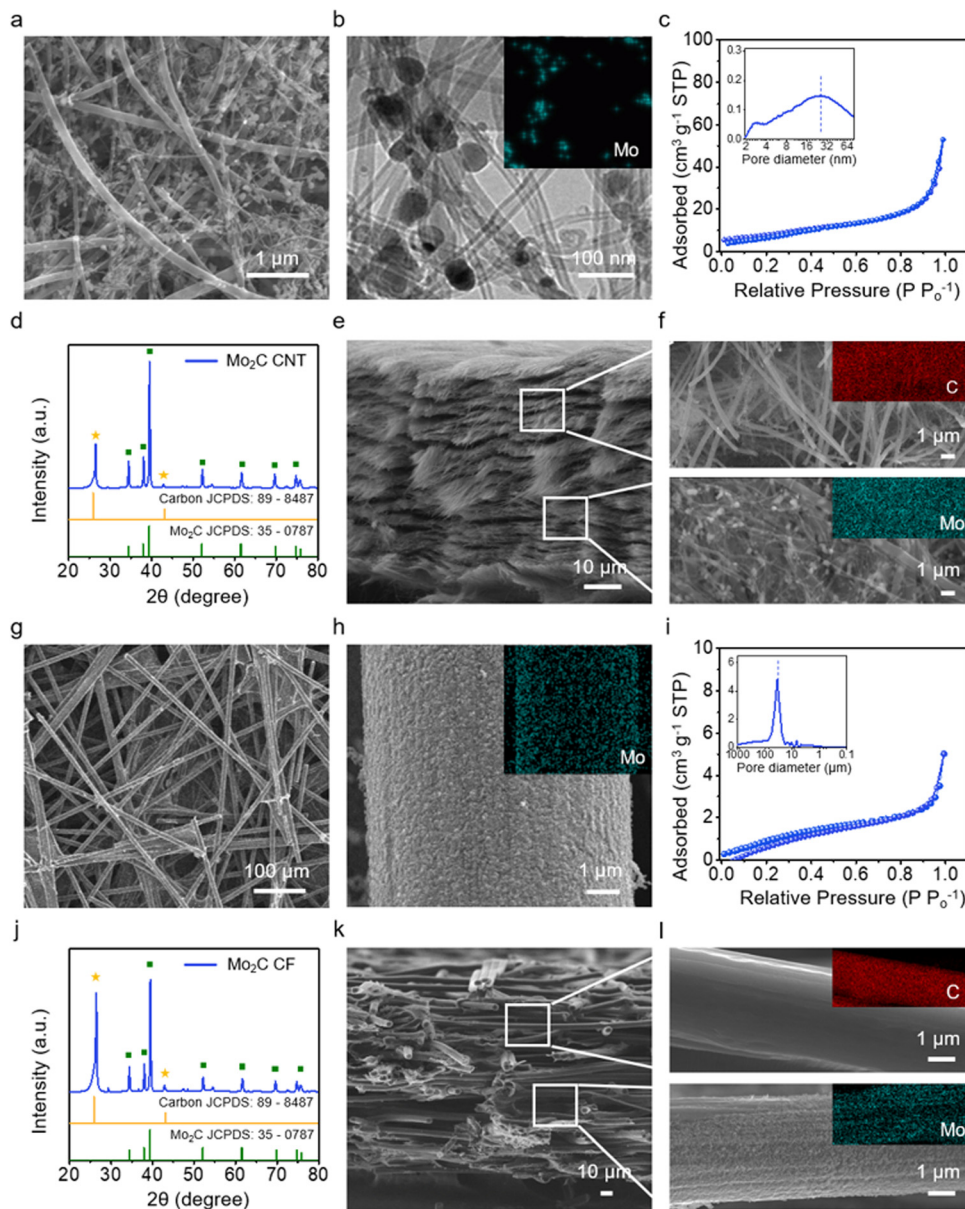 a
b
c
1 µm
Mo
100 nm
100
80
60
40
20
0
Adsorbed (cm³ g⁻¹ STP)
0.3
0.2
0.1
0.0
2 4 8 16 32 64
Pore diameter (nm)
0.2 0.4 0.6 0.8 1.0
Relative Pressure (P P₀⁻¹)
d
e
f
Mo₂C CNT
Carbon JCPDS: 89 - 8487
Mo₂C JCPDS: 35 - 0787
Intensity (a.u.)
20 30 40 50 60 70 80
2θ (degree)
10 µm
C
1 µm
Mo
1 µm
g
h
i
100 µm
Mo
1 µm
10
8
6
4
2
0
Adsorbed (cm³ g⁻¹ STP)
6
4
2
0
1000 100 10 1 0.1
Pore diameter (µm)
0.2 0.4 0.6 0.8 1.0
Relative Pressure (P P₀⁻¹)
j
k
l
Mo₂C CF
Carbon JCPDS: 89 - 8487
Mo₂C JCPDS: 35 - 0787
Intensity (a.u.)
20 30 40 50 60 70 80
2θ (degree)
10 µm
C
1 µm
Mo
1 µm